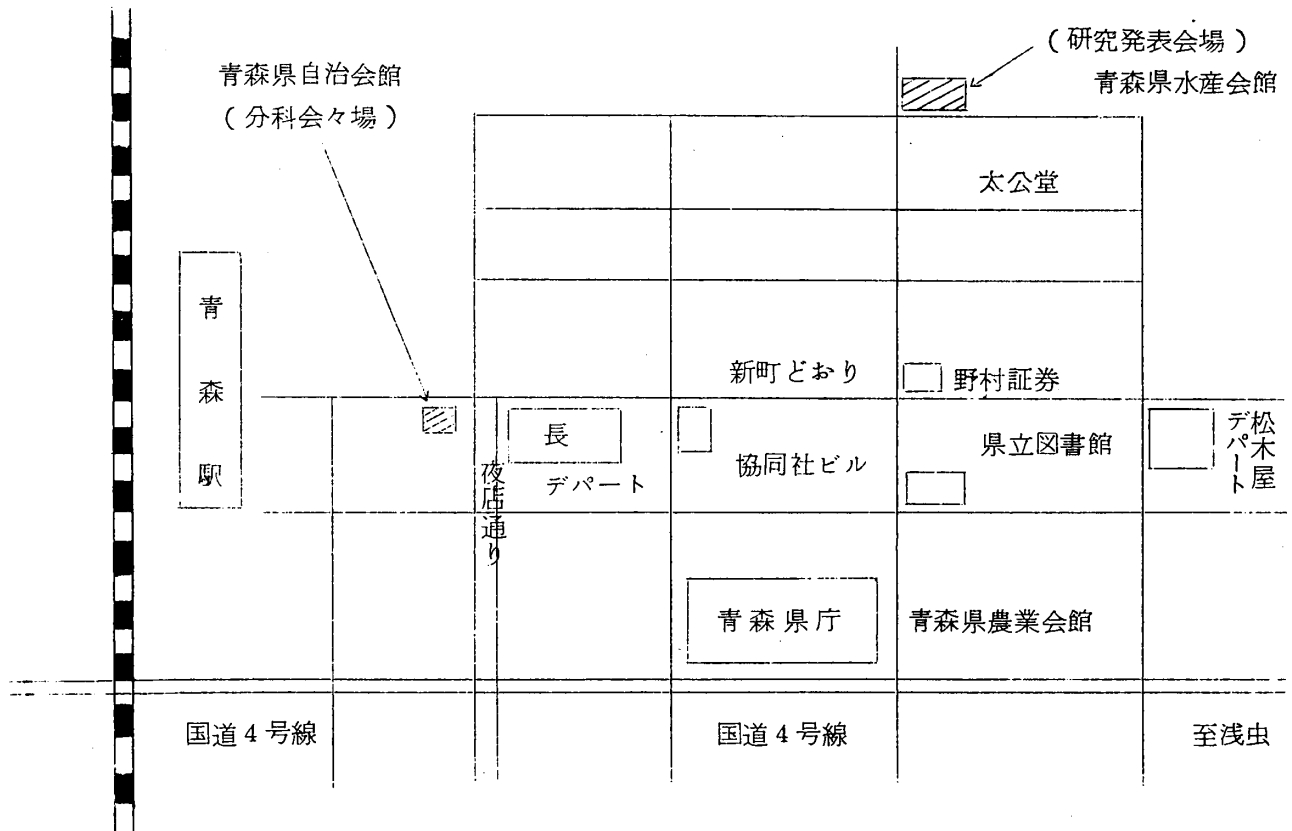 (研究発表会場)
青森県水産会館
青森県自治会館
(分科会々場)
太公堂
青森駅
新町どおり
野村証券
長
デパート
夜店通り
協同社ビル
県立図書館
松木屋
デパート
青森県庁
青森県農業会館
国道4号線
国道4号線
至浅虫